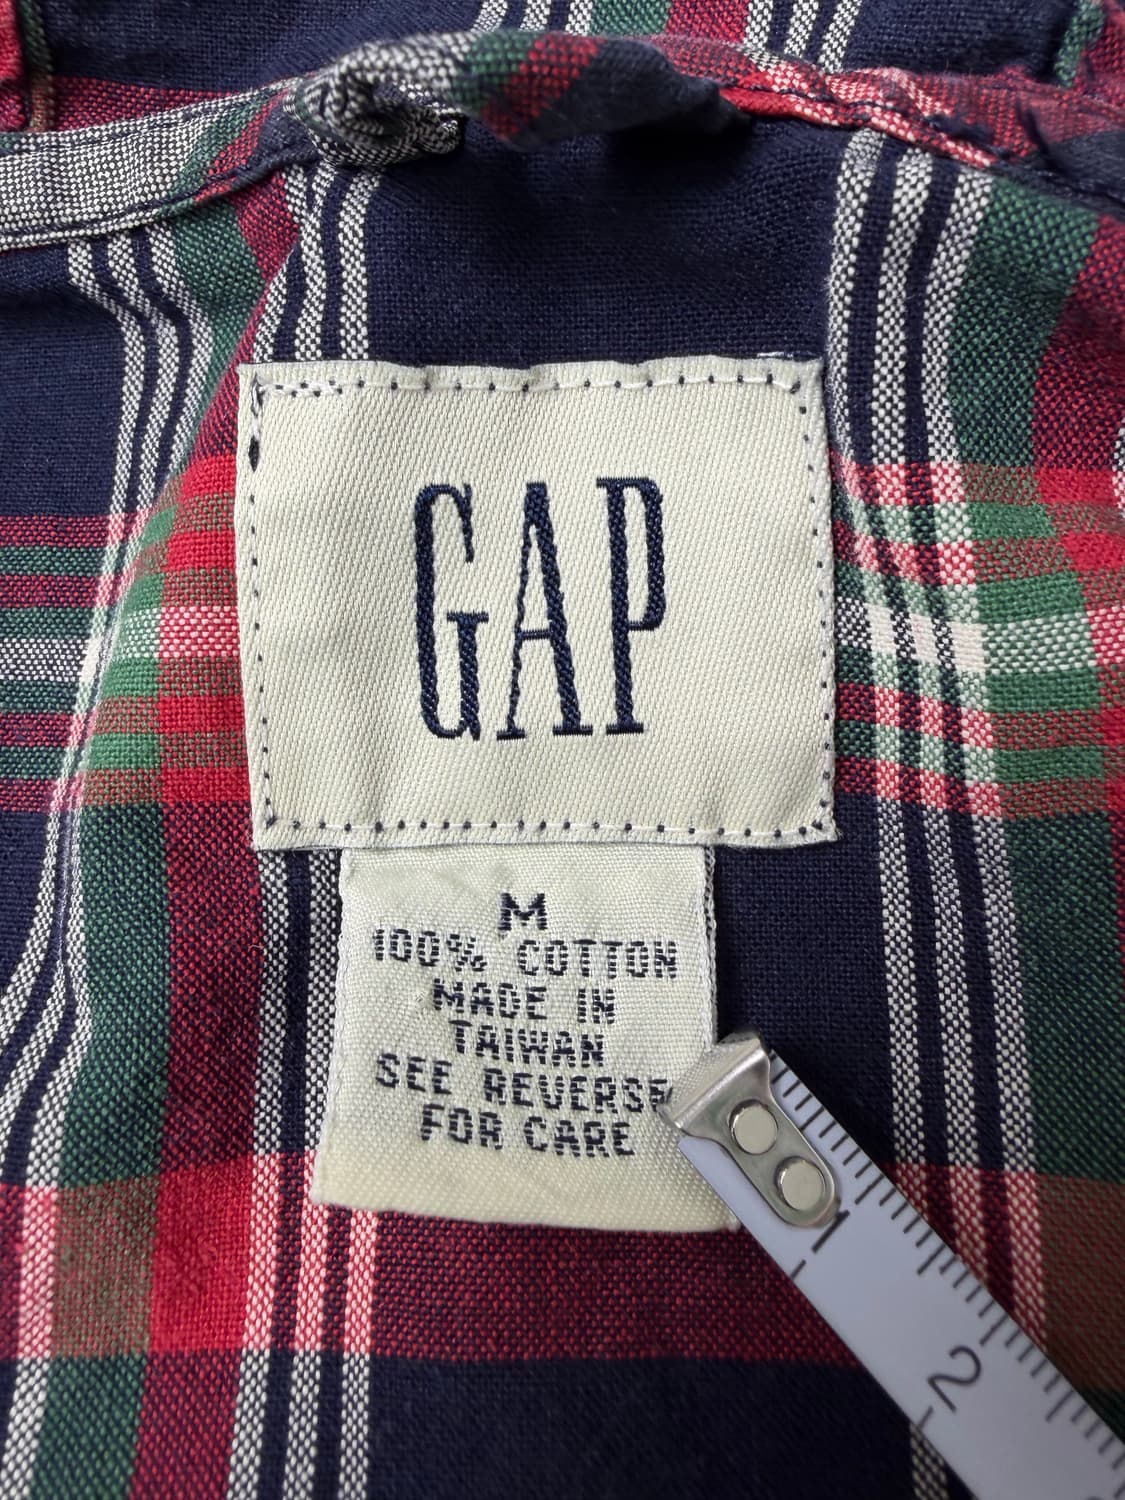 GAP
M
100% COTTON
MADE IN
TAIWAN
SEE REVERSE
FOR CARE
1
2